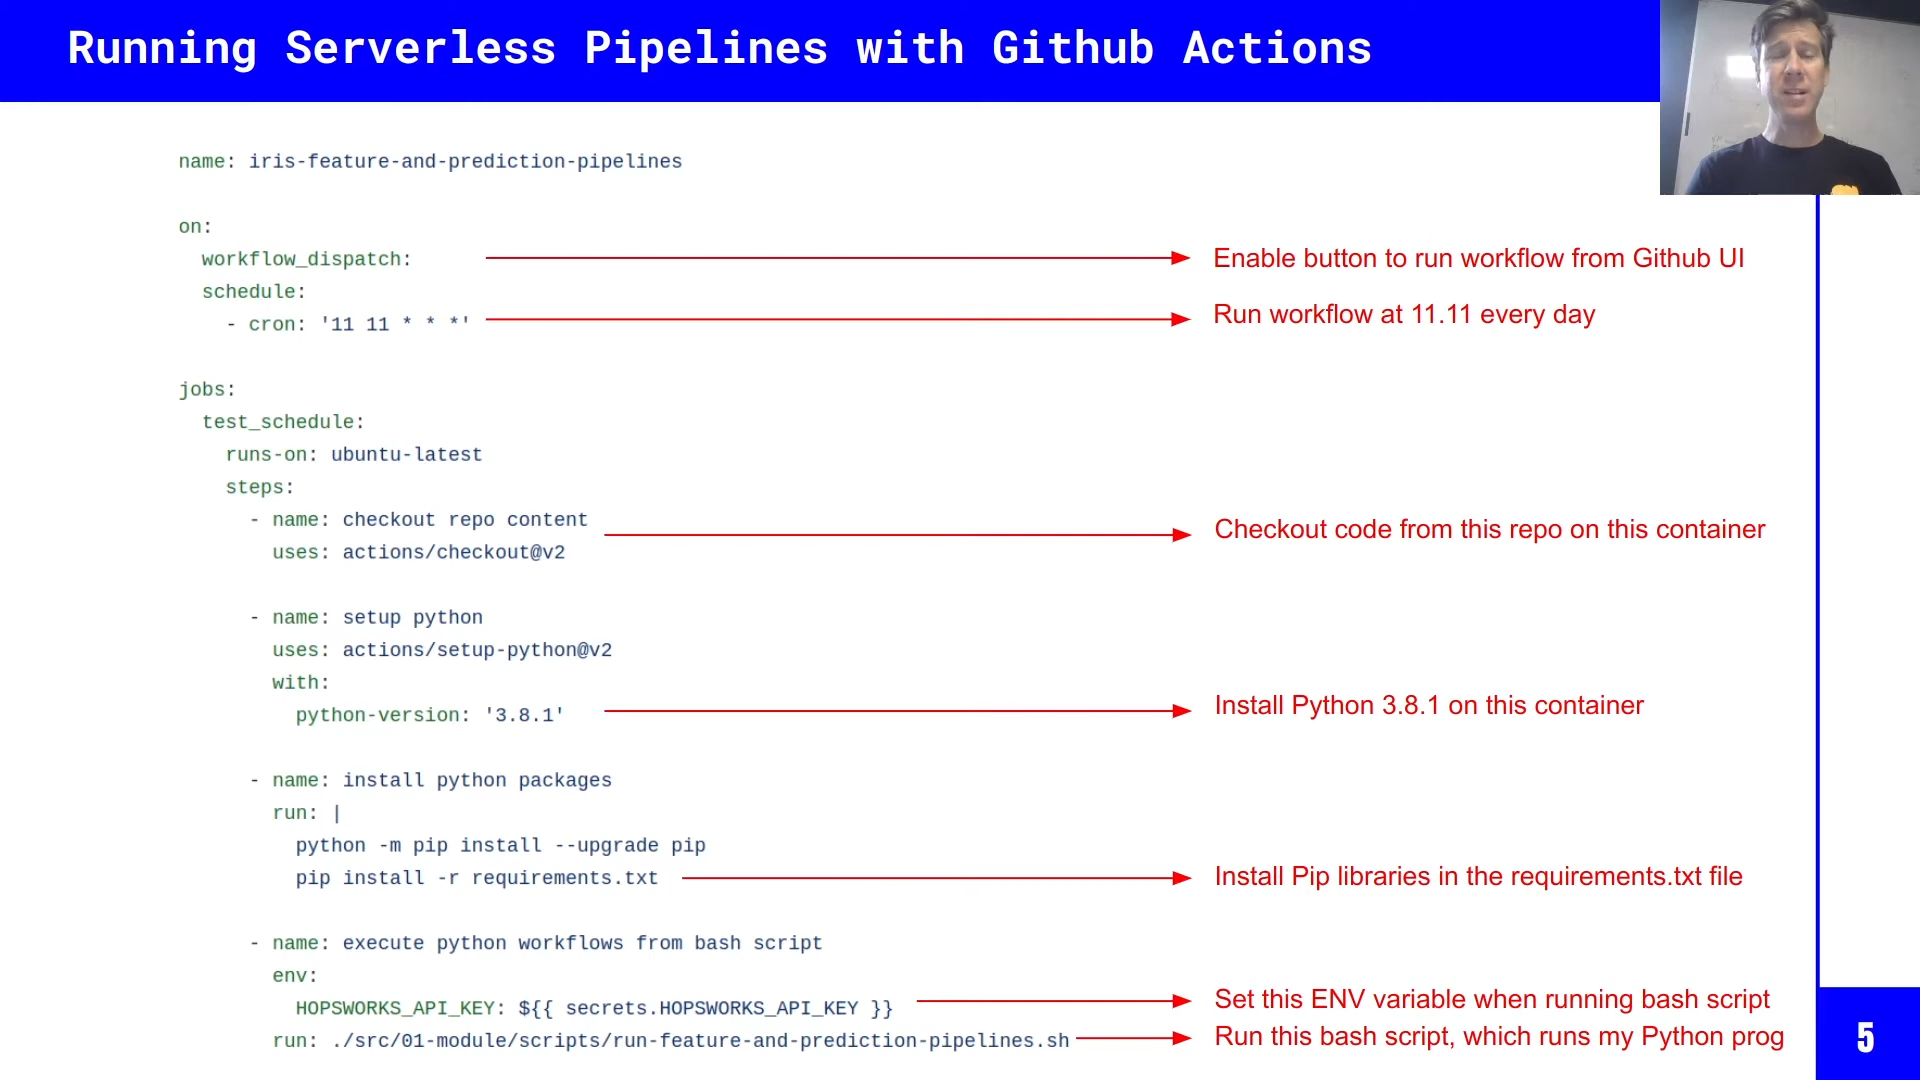 Running Serverless Pipelines with Github Actions
name: iris-feature-and-prediction-pipelines
on:
workflow_dispatch:
Enable button to run workflow from Github UI
schedule:
- cron: '11 11 * * *'
Run workflow at 11.11 every day
jobs:
test_schedule:
runs-on: ubuntu-latest
steps:
- name: checkout repo content
Checkout code from this repo on this container
uses: actions/checkout@v2
- name: setup python
uses: actions/setup-python@v2
with:
python-version: '3.8.1'
Install Python 3.8.1 on this container
- name: install python packages
run: |
python -m pip install --upgrade pip
pip install -r requirements.txt
Install Pip libraries in the requirements.txt file
- name: execute python workflows from bash script
env:
HOPSWORKS_API_KEY: ${{ secrets.HOPSWORKS_API_KEY }}
Set this ENV variable when running bash script
run: ./src/01-module/scripts/run-feature-and-prediction-pipelines.sh
Run this bash script, which runs my Python prog
5